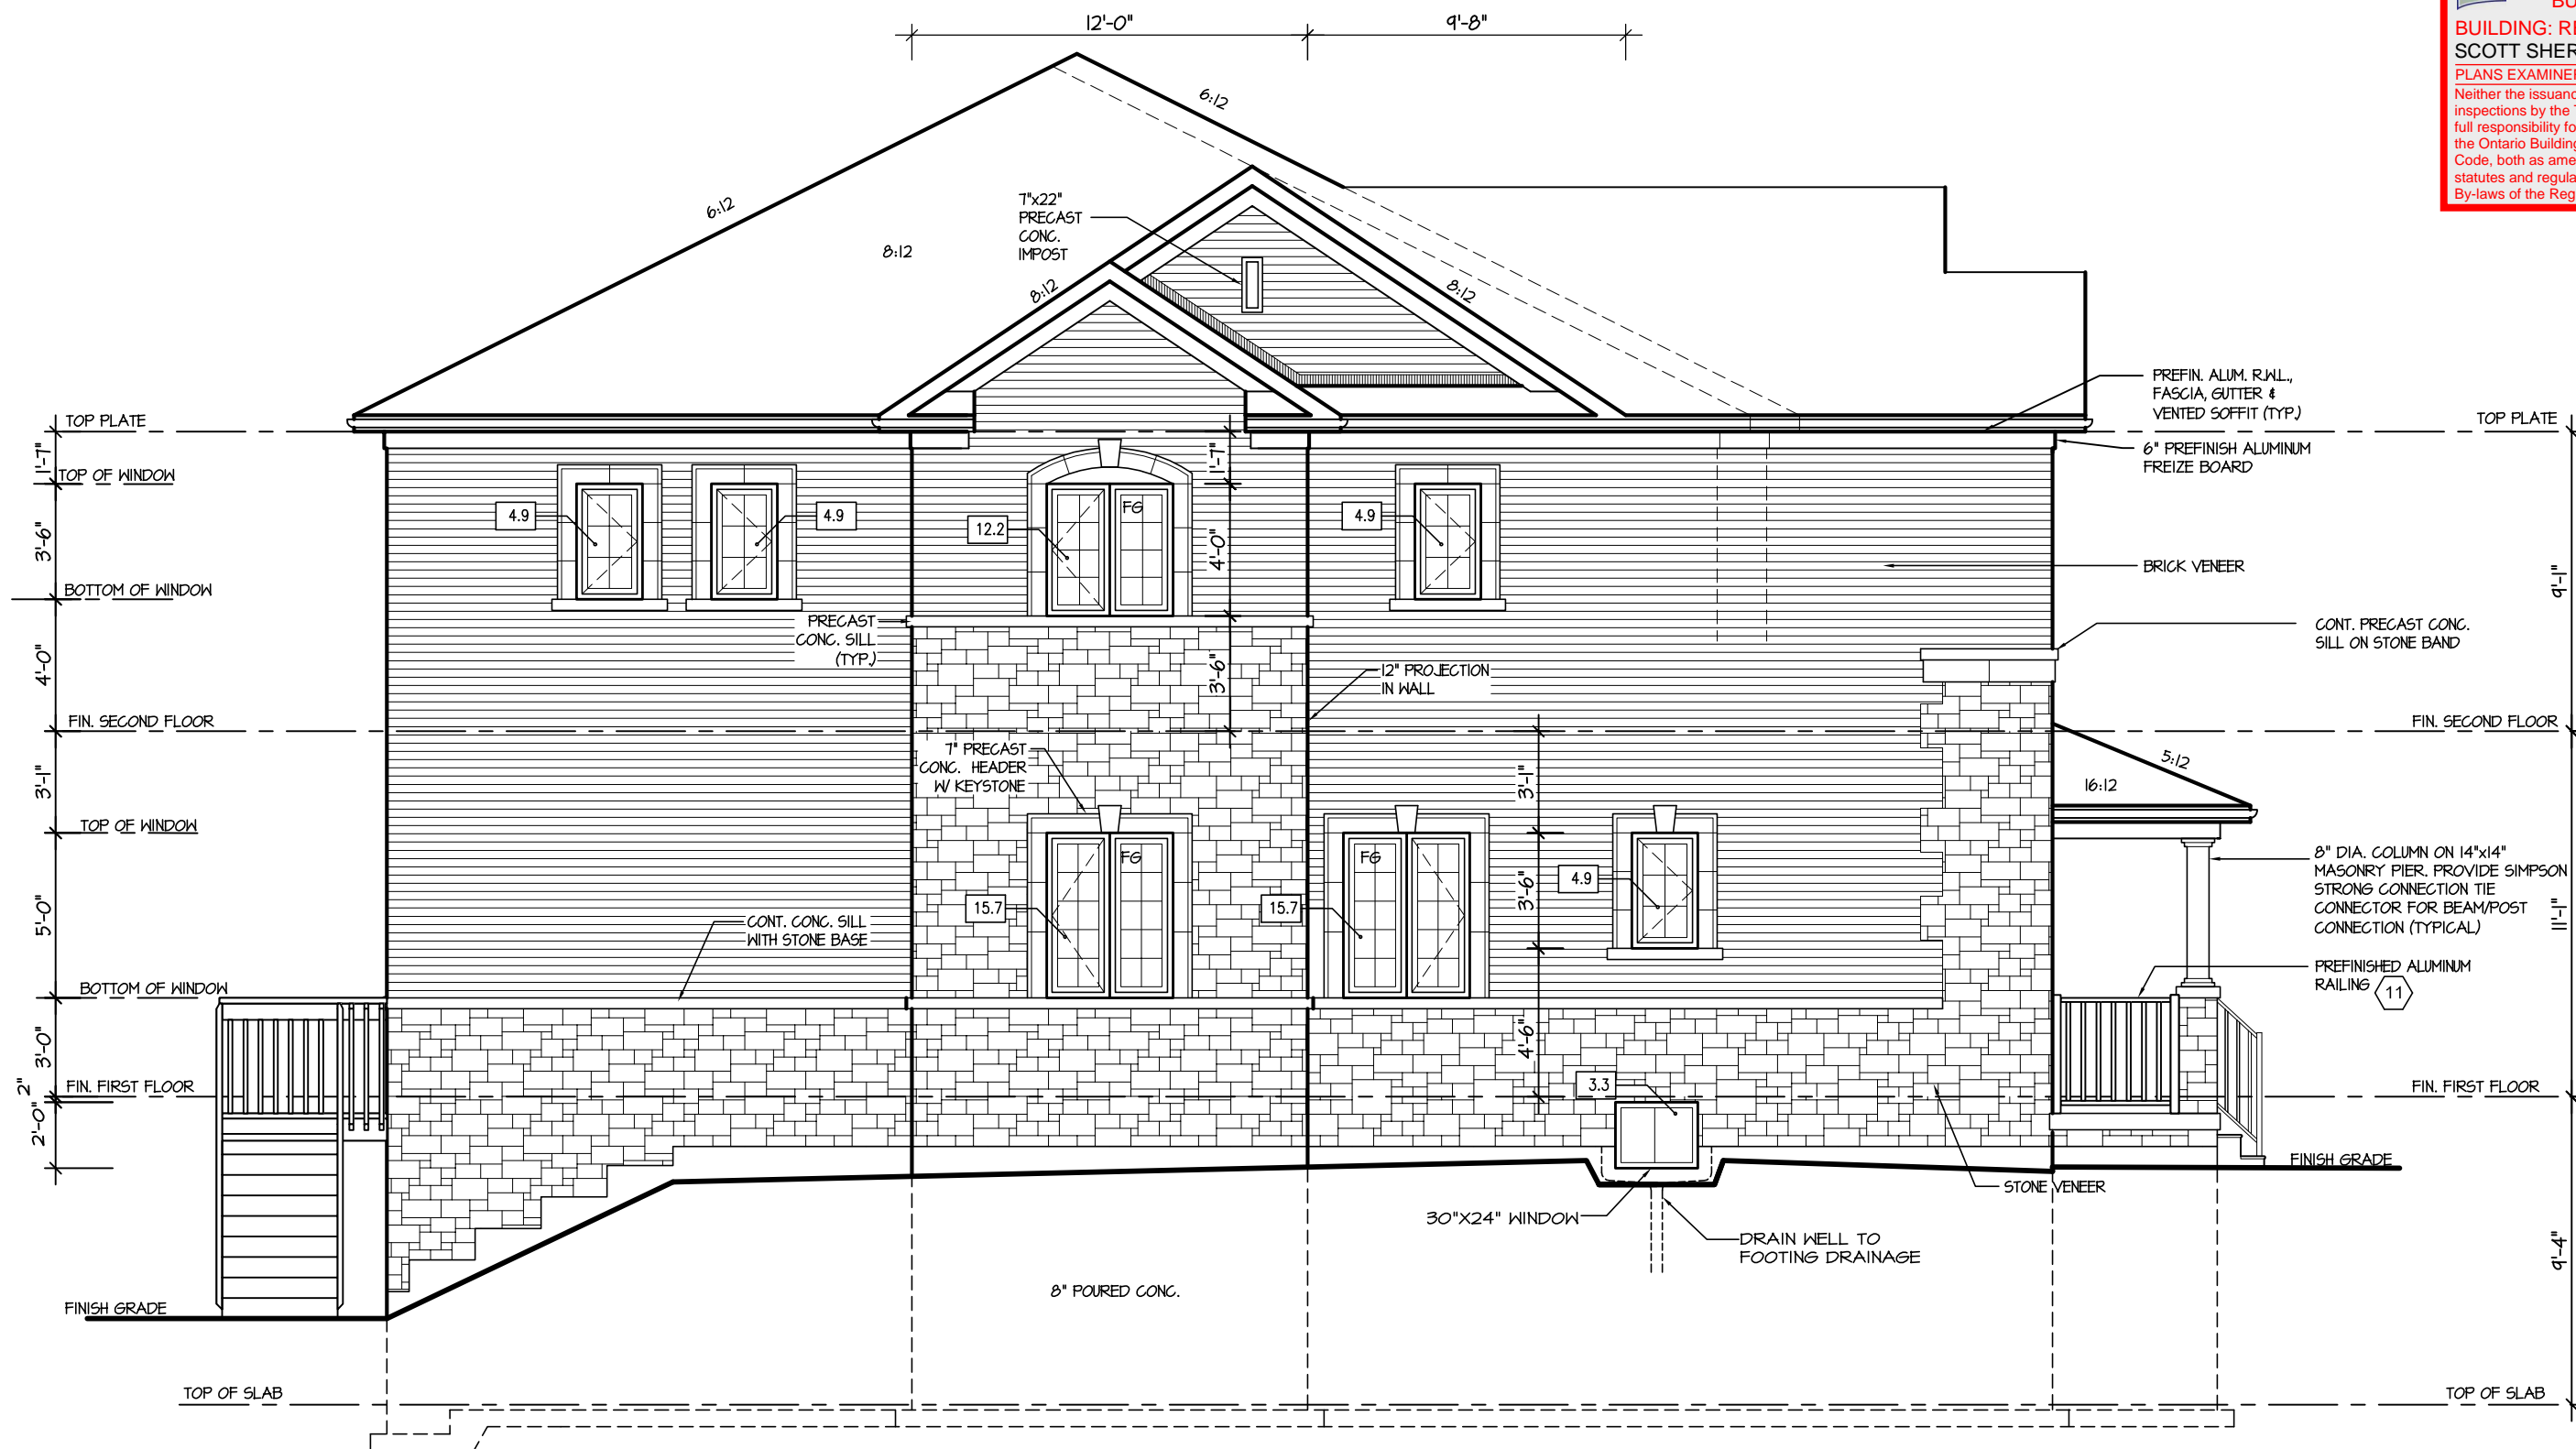 12'-0"
9'-8"
BUILDING: RE
SCOTT SHER
PLANS EXAMINER
Neither the issuanc
inspections by the T
full responsibility fo
the Ontario Building
Code, both as ame
statutes and regula
By-laws of the Reg
6:12
6:12
8:12
7"x22"
PRECAST
CONC.
IMPOST
8:12
8:12
PREFIN. ALUM. R.W.L.,
FASCIA, GUTTER &
VENTED SOFFIT (TYP.)
TOP PLATE
TOP PLATE
6" PREFINISH ALUMINUM
FREIZE BOARD
1'-7"
1'-7"
TOP OF WINDOW
4.9
4.9
12.2
FG
4.9
3'-6"
4'-0"
BRICK VENEER
9'-1"
BOTTOM OF WINDOW
PRECAST
CONC. SILL
(TYP.)
CONT. PRECAST CONC.
SILL ON STONE BAND
4'-0"
3'-6"
12" PROJECTION
IN WALL
FIN. SECOND FLOOR
FIN. SECOND FLOOR
7" PRECAST
CONC. HEADER
W/ KEYSTONE
3'-1"
3'-1"
5:12
16:12
TOP OF WINDOW
FG
FG
8" DIA. COLUMN ON 14"x14"
MASONRY PIER. PROVIDE SIMPSON
STRONG CONNECTION TIE
CONNECTOR FOR BEAM/POST
CONNECTION (TYPICAL)
15.7
15.7
4.9
3'-6"
5'-0"
11'-1"
CONT. CONC. SILL
WITH STONE BASE
PREFINISHED ALUMINUM
RAILING
11
BOTTOM OF WINDOW
3'-0"
4'-6"
FIN. FIRST FLOOR
FIN. FIRST FLOOR
3.3
2"
2'-0"
FINISH GRADE
STONE VENEER
30"X24" WINDOW
DRAIN WELL TO
FOOTING DRAINAGE
9'-4"
8" POURED CONC.
FINISH GRADE
TOP OF SLAB
TOP OF SLAB